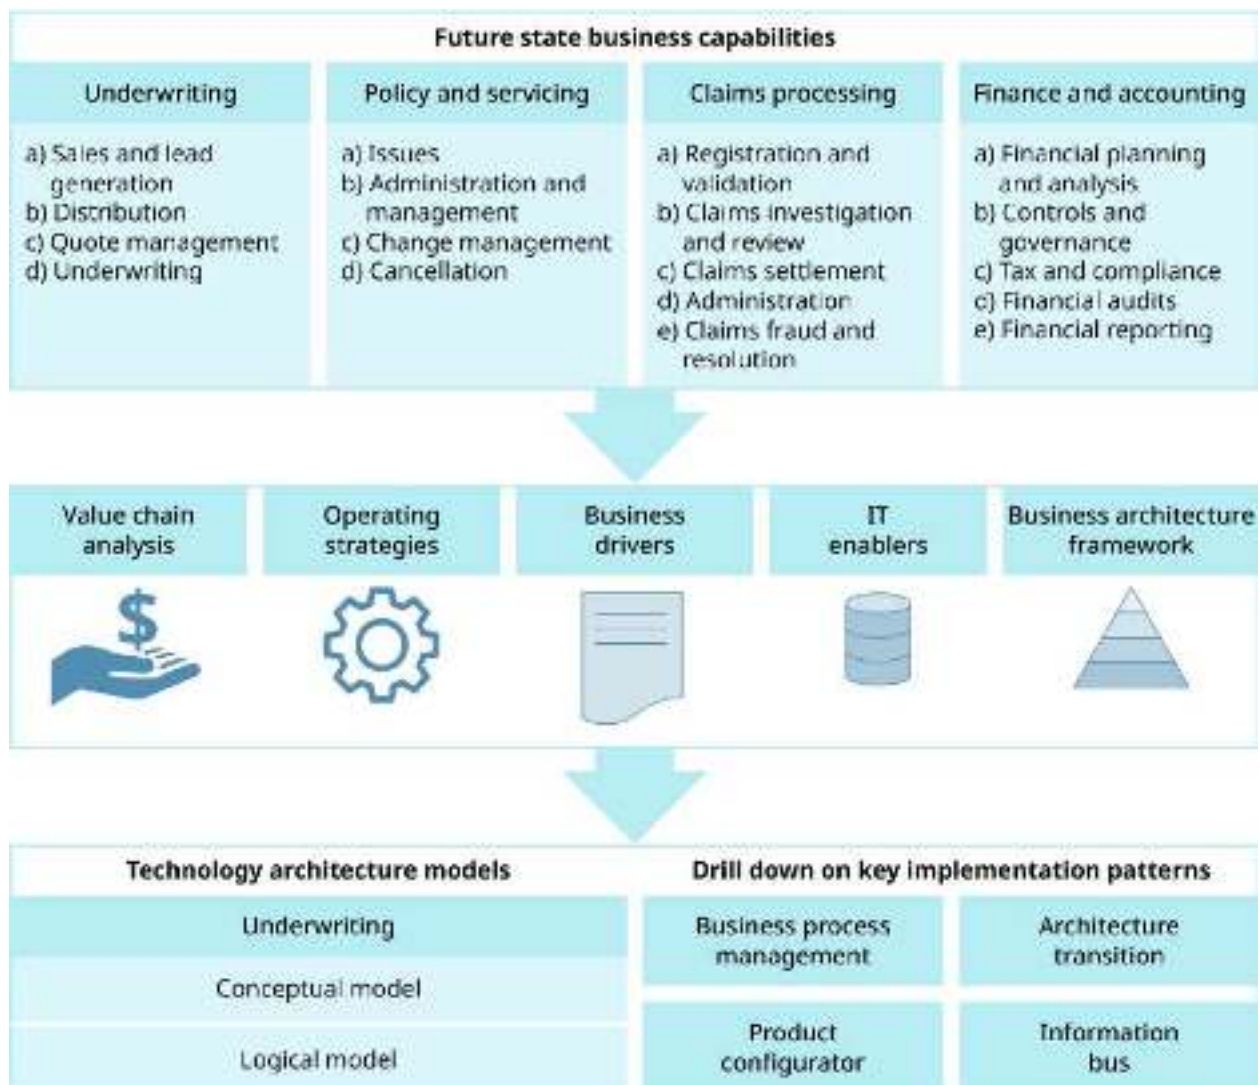 Future state business capabilities
Underwriting
a) Sales and lead
generation
b) Distribution
c) Quote management
d) Underwriting
Policy and servicing
a) Issues
b) Administration and
management
c) Change management
d) Cancellation
Claims processing
a) Registration and
validation
b) Claims investigation
and review
c) Claims settlement
d) Administration
e) Claims fraud and
resolution
Finance and accounting
a) Financial planning
and analysis
b) Controls and
governance
c) Tax and compliance
d) Financial audits
e) Financial reporting
Value chain
analysis
$
Operating
strategies
Business
drivers
IT
enablers
Business architecture
framework
Technology architecture models
Underwriting
Conceptual model
Logical model
Drill down on key implementation patterns
Business process
management
Architecture
transition
Product
configurator
Information
bus